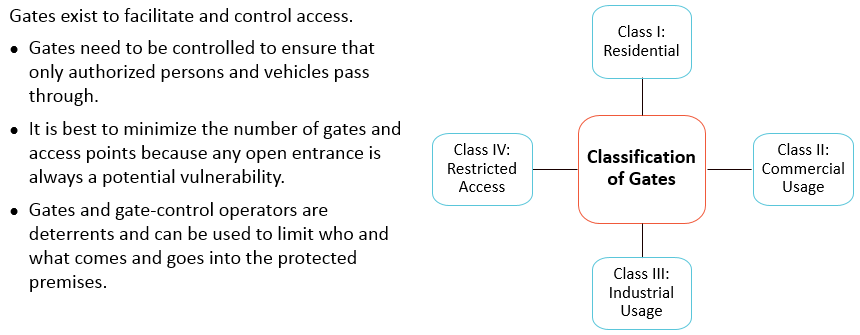 Gates exist to facilitate and control access.
● Gates need to be controlled to ensure that
only authorized persons and vehicles pass
through.
● It is best to minimize the number of gates and
access points because any open entrance is
always a potential vulnerability.
● Gates and gate-control operators are
deterrents and can be used to limit who and
what comes and goes into the protected
premises.
Class I:
Residential
Class IV:
Restricted
Access
Classification
of Gates
Class II:
Commercial
Usage
Class III:
Industrial
Usage